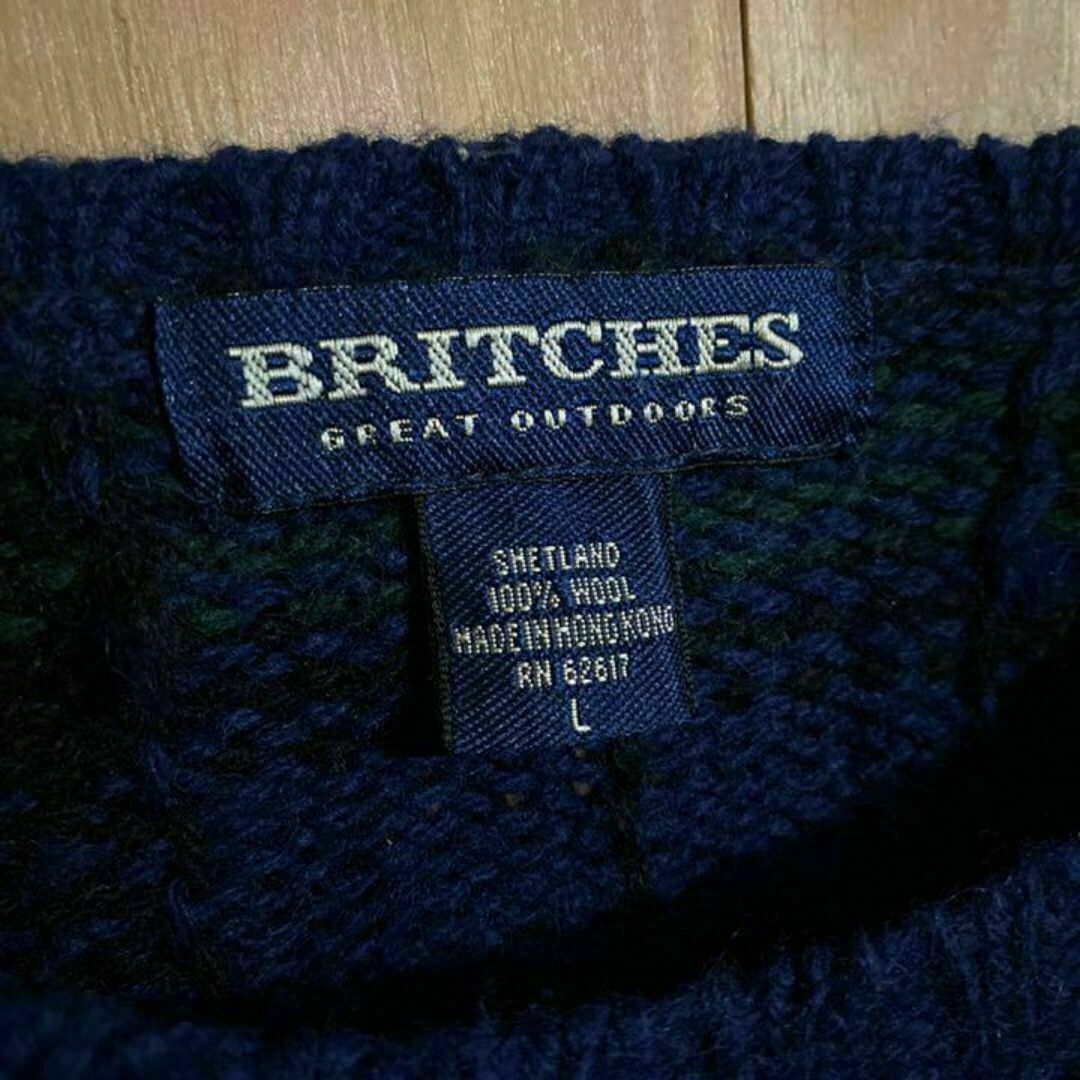 BRITCHES
GREAT OUTDOORS
SHETLAND
100% WOOL
MADE IN HONG KONG
RN 62617
L